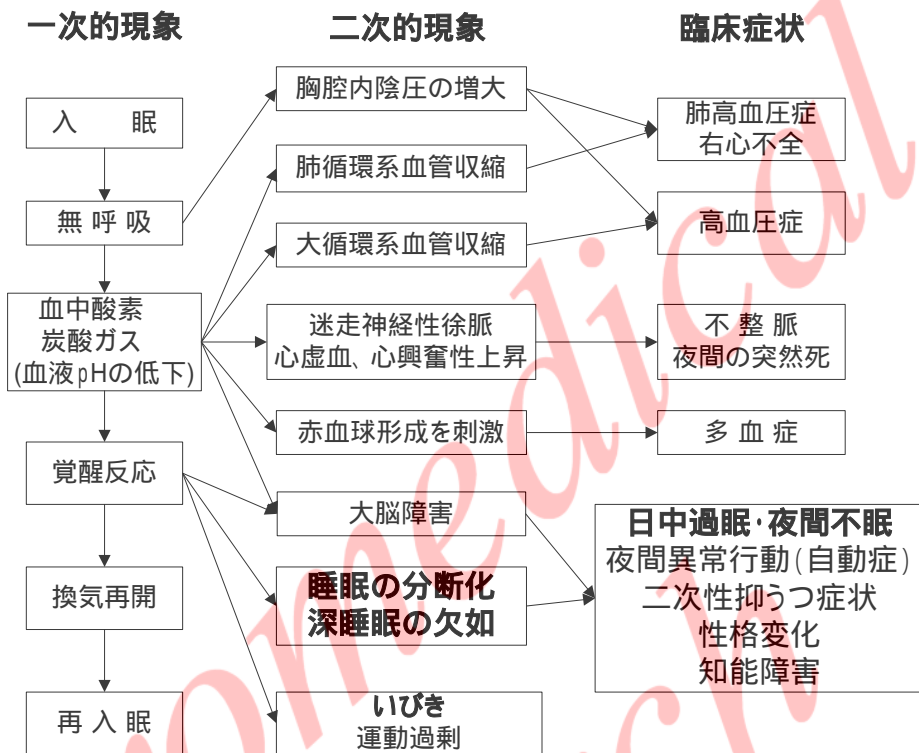 一次的現象
二次的現象
臨床症状
入 眠
無 呼 吸
血中酸素
炭酸ガス
(血液pHの低下)
覚醒反応
換気再開
再 入 眠
胸腔内陰圧の増大
肺循環系血管収縮
大循環系血管収縮
迷走神経性徐脈
心虚血、心興奮性上昇
赤血球形成を刺激
大脳障害
睡眠の分断化
深睡眠の欠如
いびき
運動過剰
肺高血圧症
右心不全
高血圧症
不 整 脈
夜間の突然死
多 血 症
日中過眠・夜間不眠
夜間異常行動(自動症)
二次性抑うつ症状
性格変化
知能障害
omedical